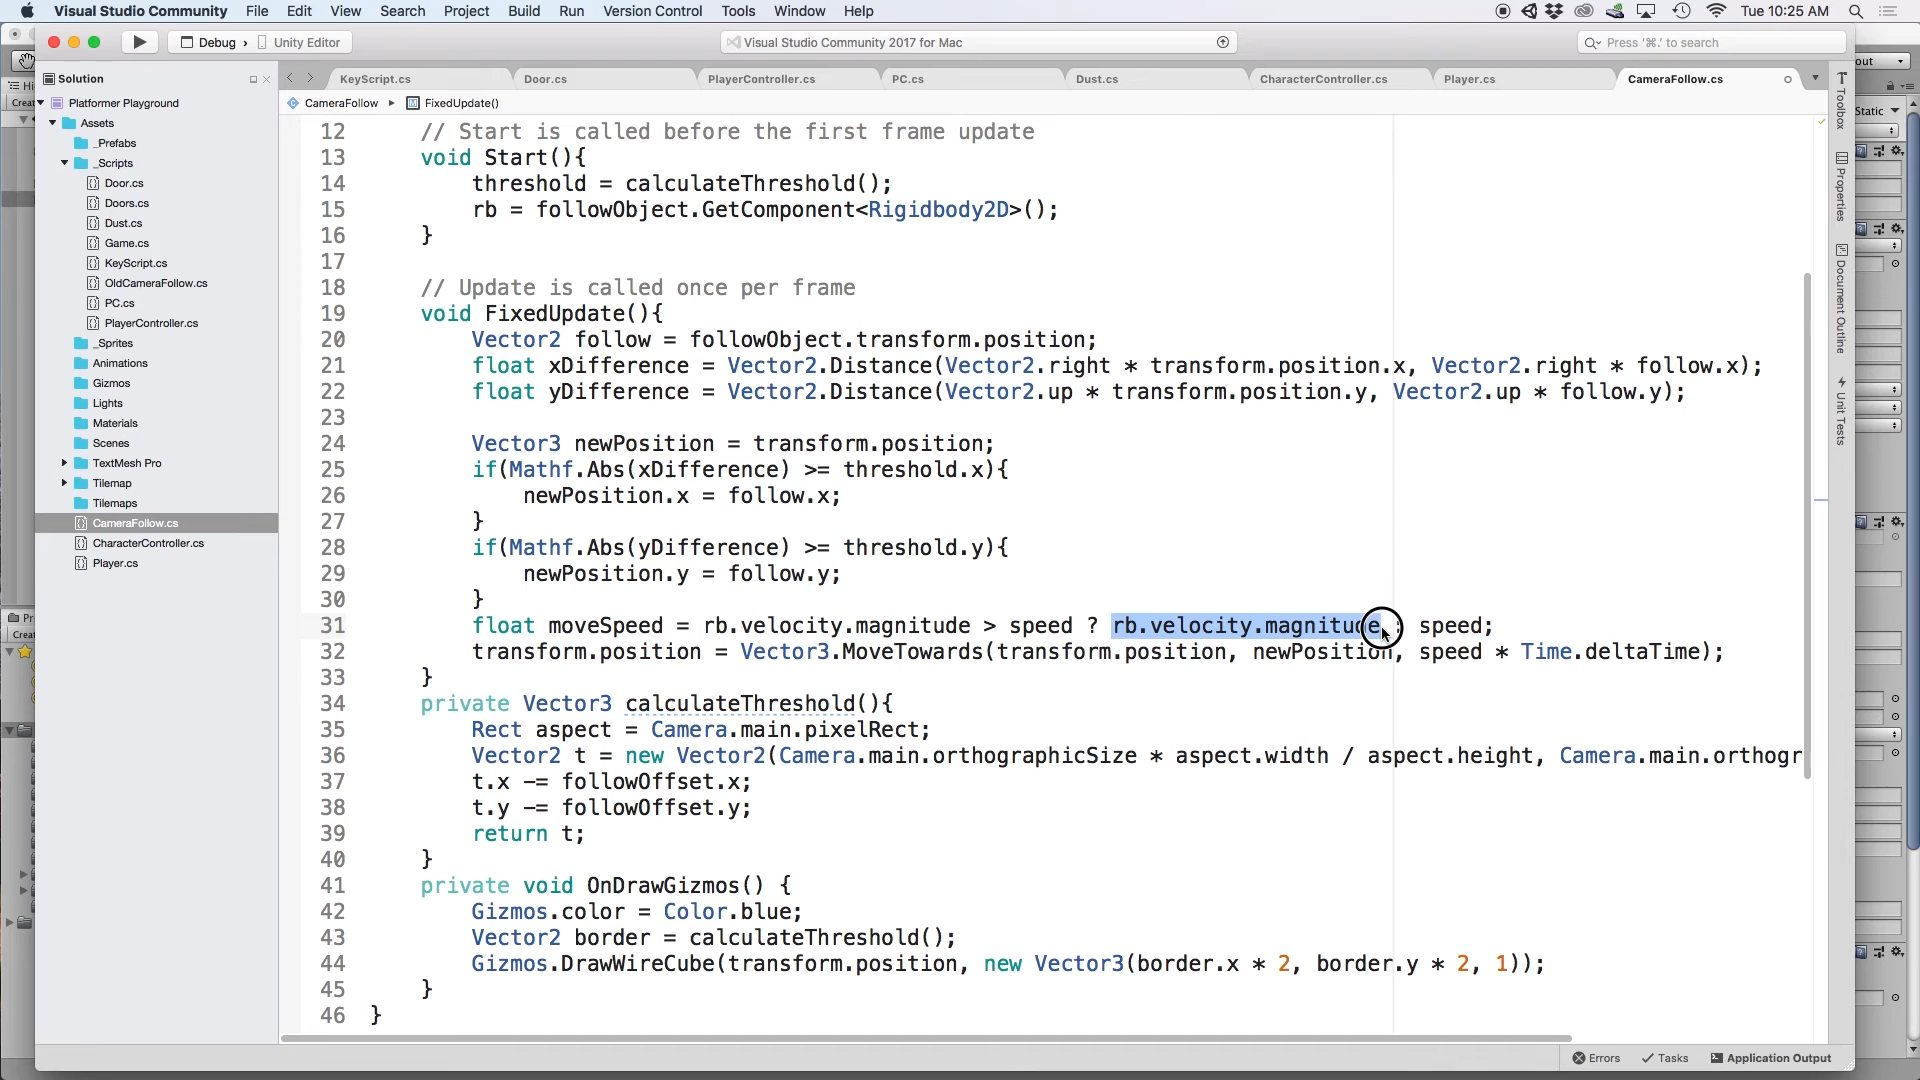 Visual Studio Community File Edit View Search Project Build Run Version Control Tools Window Help Tue 10:25 AM
Debug › Unity Editor
Visual Studio Community 2017 for Mac
Press '⌘.' to search
Solution
KeyScript.cs Door.cs PlayerController.cs PC.cs Dust.cs CharacterController.cs Player.cs CameraFollow.cs
CameraFollow ▸ FixedUpdate()
Platformer Playground
Assets
_Prefabs
_Scripts
Door.cs
Doors.cs
Dust.cs
Game.cs
KeyScript.cs
OldCameraFollow.cs
PC.cs
PlayerController.cs
_Sprites
Animations
Gizmos
Lights
Materials
Scenes
TextMesh Pro
Tilemap
Tilemaps
CameraFollow.cs
CharacterController.cs
Player.cs
12 // Start is called before the first frame update
13 void Start(){
14 threshold = calculateThreshold();
15 rb = followObject.GetComponent<Rigidbody2D>();
16 }
17
18 // Update is called once per frame
19 void FixedUpdate(){
20 Vector2 follow = followObject.transform.position;
21 float xDifference = Vector2.Distance(Vector2.right * transform.position.x, Vector2.right * follow.x);
22 float yDifference = Vector2.Distance(Vector2.up * transform.position.y, Vector2.up * follow.y);
23
24 Vector3 newPosition = transform.position;
25 if(Mathf.Abs(xDifference) >= threshold.x){
26 newPosition.x = follow.x;
27 }
28 if(Mathf.Abs(yDifference) >= threshold.y){
29 newPosition.y = follow.y;
30 }
31 float moveSpeed = rb.velocity.magnitude > speed ? rb.velocity.magnitude : speed;
32 transform.position = Vector3.MoveTowards(transform.position, newPosition, speed * Time.deltaTime);
33 }
34 private Vector3 calculateThreshold(){
35 Rect aspect = Camera.main.pixelRect;
36 Vector2 t = new Vector2(Camera.main.orthographicSize * aspect.width / aspect.height, Camera.main.orthogr
37 t.x -= followOffset.x;
38 t.y -= followOffset.y;
39 return t;
40 }
41 private void OnDrawGizmos() {
42 Gizmos.color = Color.blue;
43 Vector2 border = calculateThreshold();
44 Gizmos.DrawWireCube(transform.position, new Vector3(border.x * 2, border.y * 2, 1));
45 }
46 }
Toolbox
Properties
Document Outline
Unit Tests
Errors Tasks Application Output
out
Static
Hi
Creat
Pr
Creat